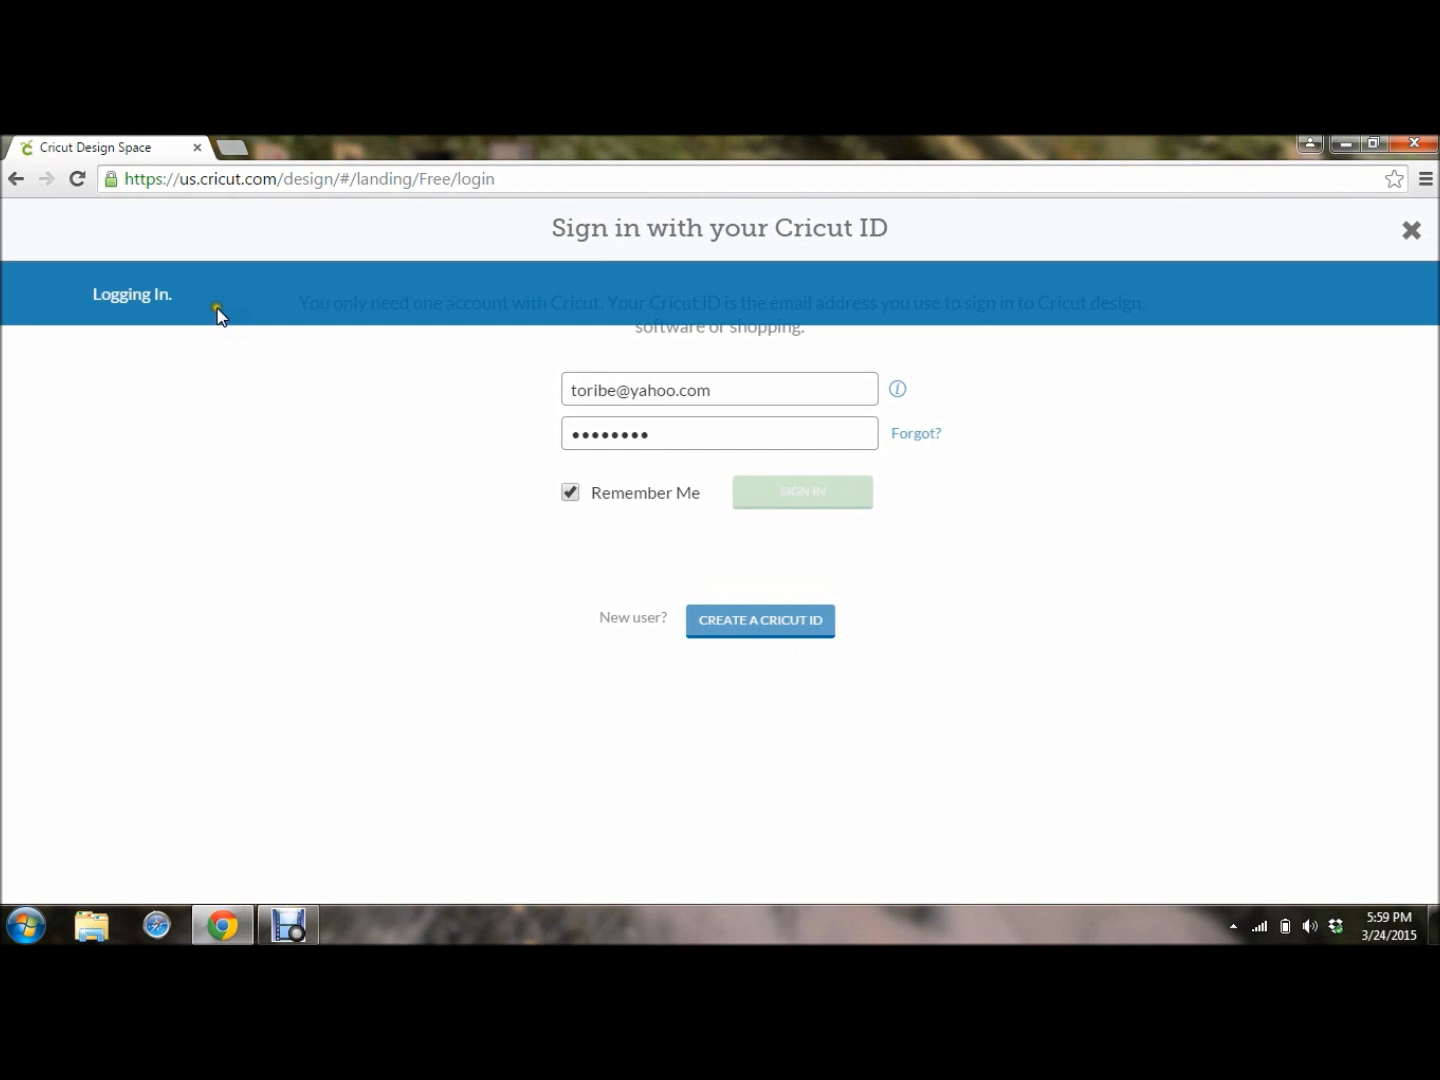 Cricut Design Space
https://us.cricut.com/design/#/landing/Free/login
Sign in with your Cricut ID
Logging In.
You only need one account with Cricut. Your Cricut ID is the email address you use to sign in to Cricut design
software or shopping.
toribe@yahoo.com
Forgot?
Remember Me
SIGN IN
New user?
CREATE A CRICUT ID
5:59 PM
3/24/2015